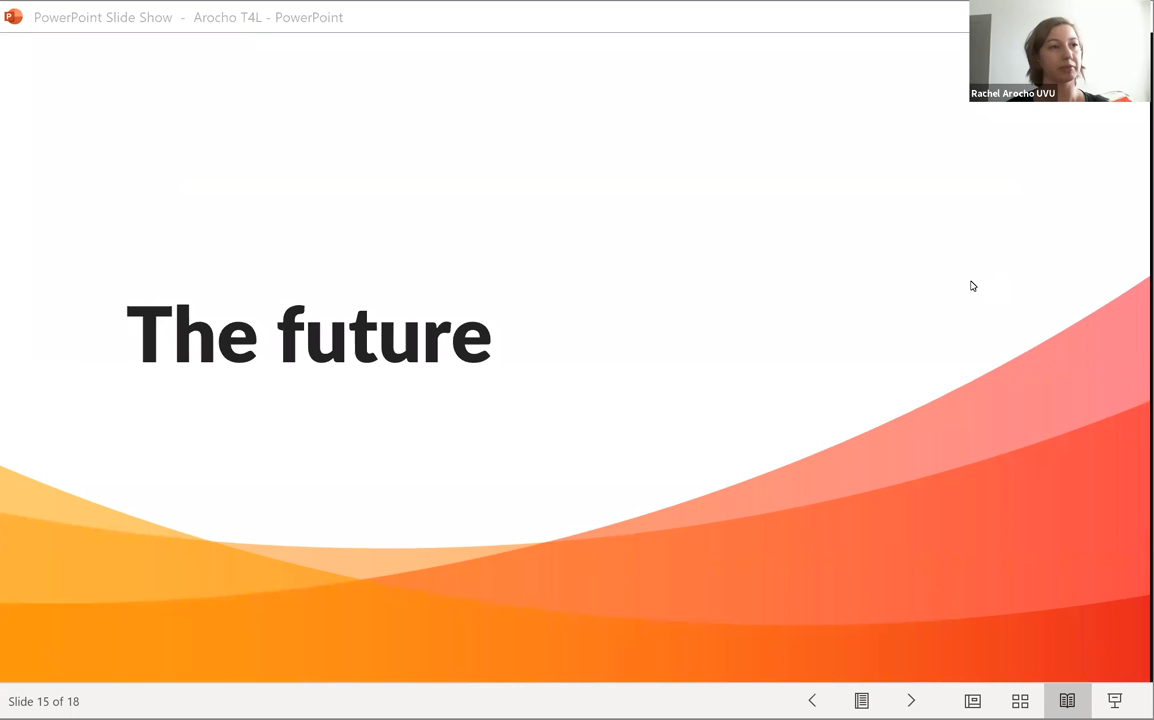 PowerPoint Slide Show - Arocho T4L - PowerPoint
Rachel Arocho UVU
The future
Slide 15 of 18